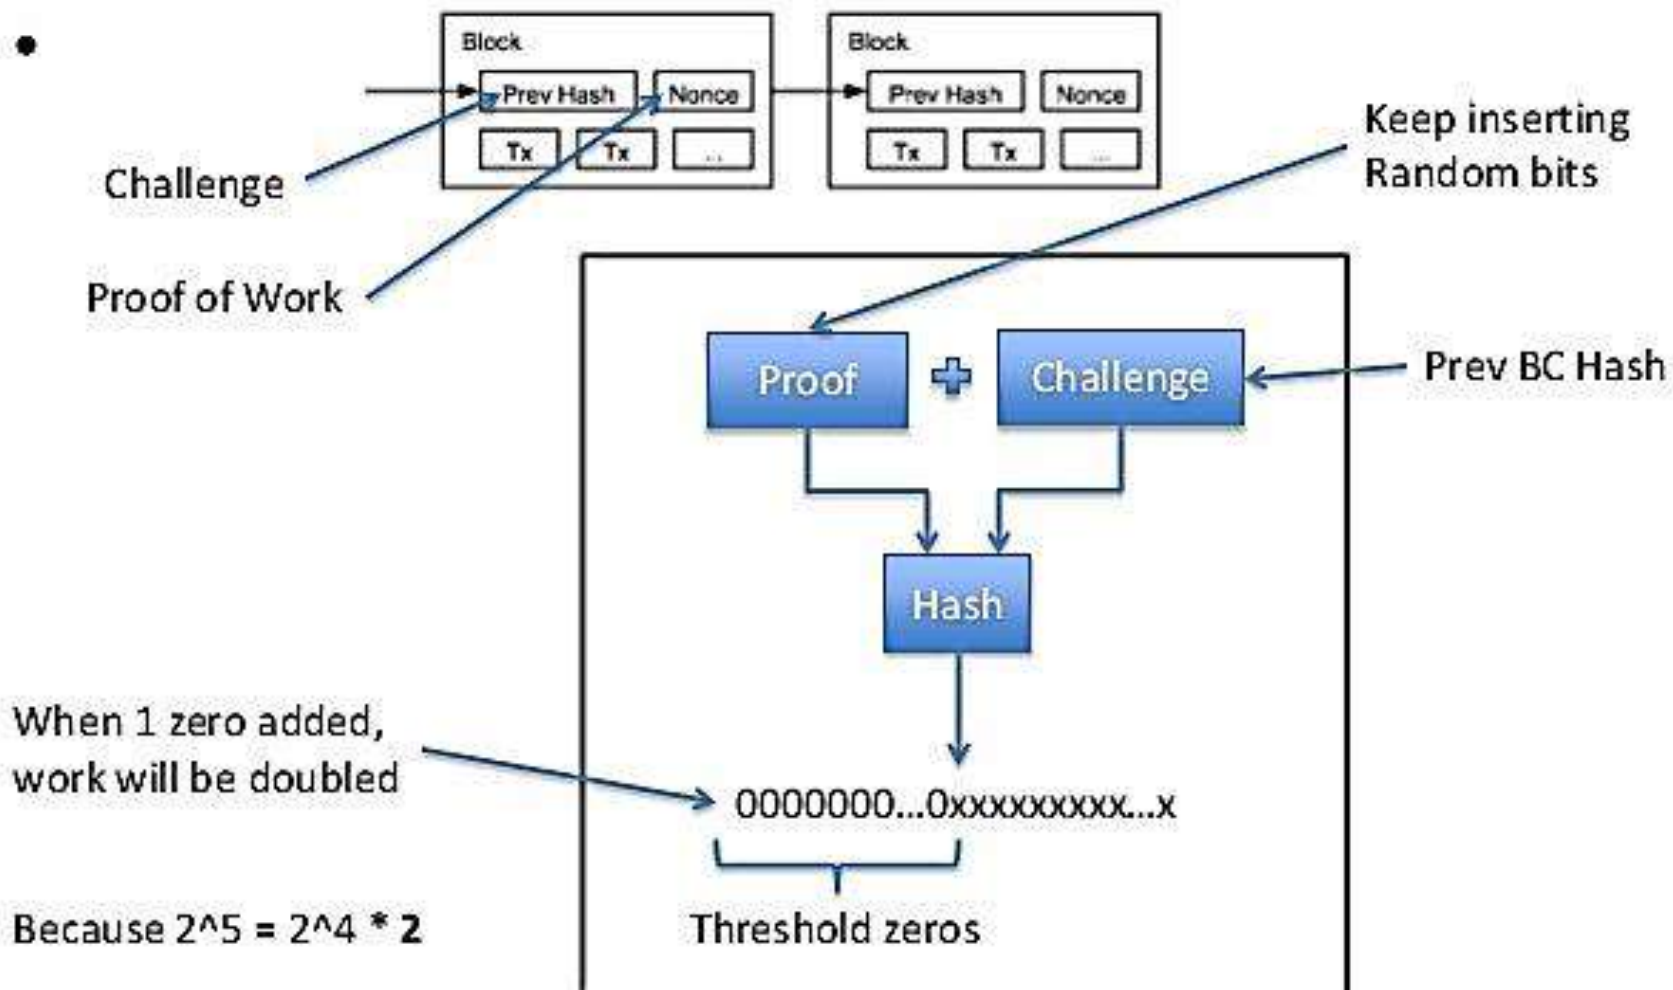 Block
Prev Hash
Nonce
Tx
Tx
...
Block
Prev Hash
Nonce
Tx
Tx
...
Challenge
Proof of Work
Keep inserting
Random bits
Proof
Challenge
Prev BC Hash
Hash
When 1 zero added,
work will be doubled
0000000...0xxxxxxxxxx...x
Because 2^5 = 2^4 * 2
Threshold zeros